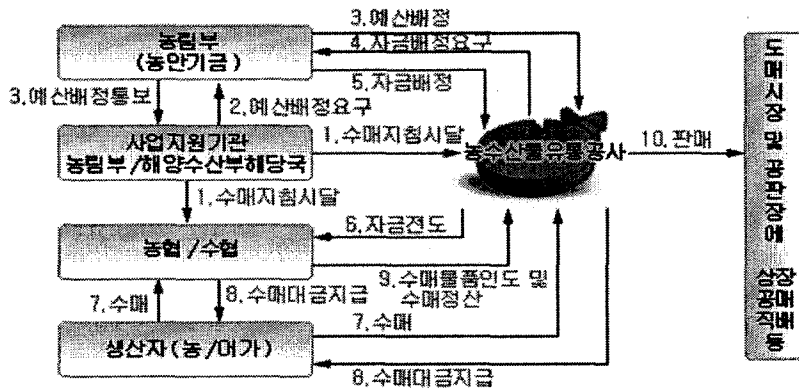 3.예산배정
농림부
(농안기금)
4.자금배정요구
5.자금배정
3.예산배정통보
2.예산배정요구
사업지원기관
농림부/해양수산부해당국
1.수매지침시달
농수산물유통공사
10.판매
도매시장 및 공판장에 상장 공매 직배 등
1.수매지침시달
6.자금전도
농협/수협
9.수매물품인도 및
수매정산
7.수매
8.수매대금지급
7.수매
생산자(농/어가)
8.수매대금지급